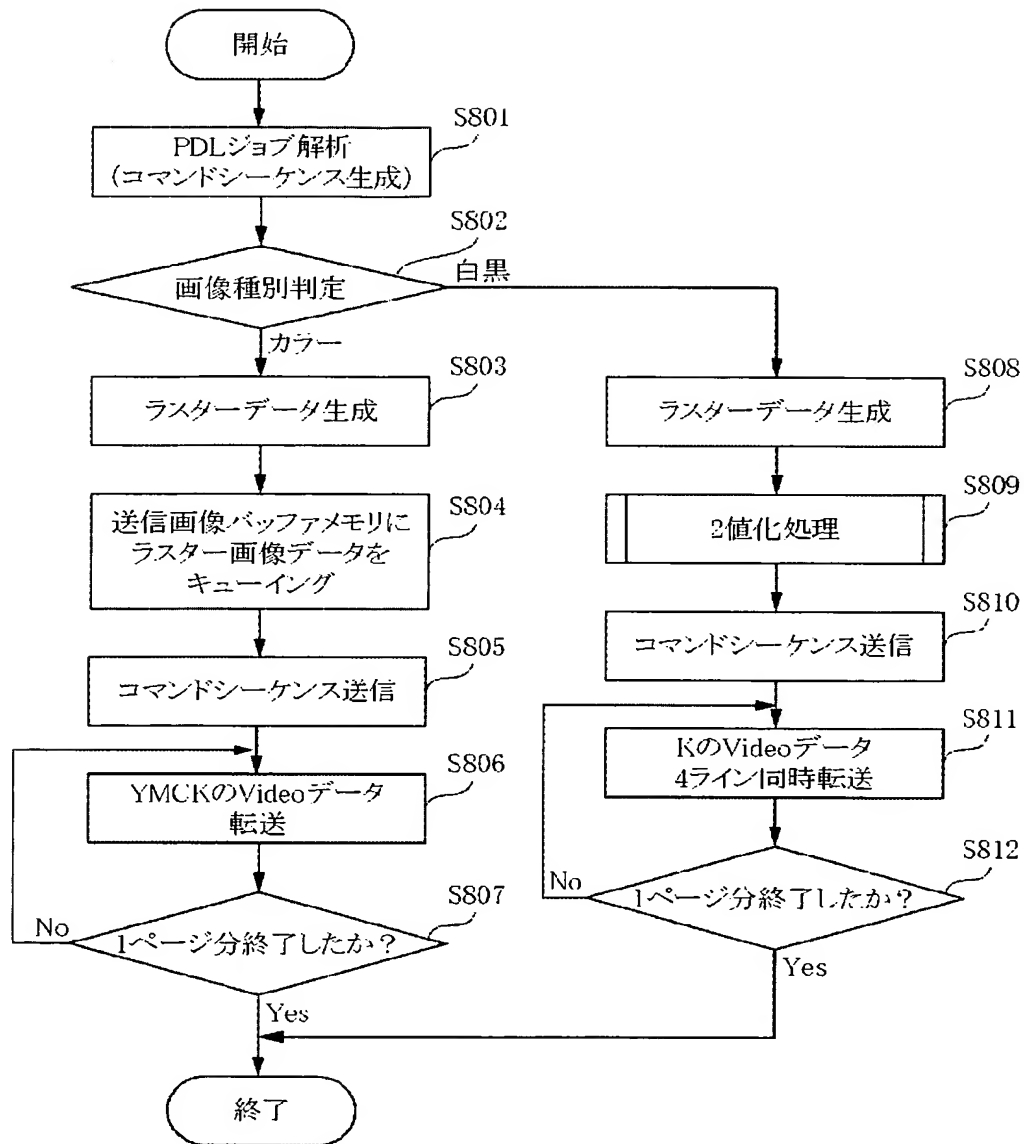 開始
S801
PDLジョブ解析
(コマンドシーケンス生成)
S802
画像種別判定
白黒
カラー
S803
ラスターデータ生成
S804
送信画像バッファメモリに
ラスター画像データを
キューイング
S805
コマンドシーケンス送信
S806
YMCKのVideoデータ
転送
S807
1ページ分終了したか?
No
Yes
S808
ラスターデータ生成
S809
2値化処理
S810
コマンドシーケンス送信
S811
KのVideoデータ
4ライン同時転送
S812
1ページ分終了したか?
No
Yes
終了